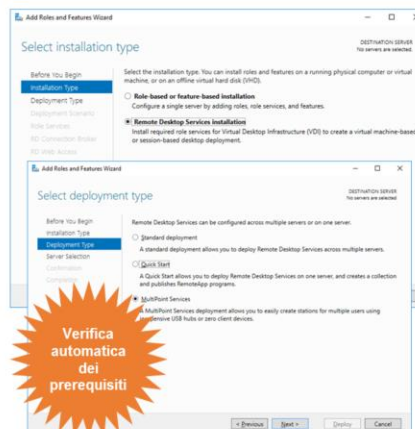 Add Roles and Features Wizard
Select installation type
DESTINATION SERVER
No servers are selected.
Before You Begin
Installation Type
Deployment Type
Deployment Scenario
Role Services
RD Connection Broker
RD Web Access
Select the installation type. You can install roles and features on a running physical computer or virtual
machine, or on an offline virtual hard disk (VHD).
Role-based or feature-based installation
Configure a single server by adding roles, role services, and features.
Remote Desktop Services installation
Install required role services for Virtual Desktop Infrastructure (VDI) to create a virtual machine-based
or session-based desktop deployment.
Add Roles and Features Wizard
Select deployment type
DESTINATION SERVER
No servers are selected.
Before You Begin
Installation Type
Deployment Type
Server Selection
Confirmation
Completion
Remote Desktop Services can be configured across multiple servers or on one server.
Standard deployment
A standard deployment allows you to deploy Remote Desktop Services across multiple servers.
Quick Start
A Quick Start allows you to deploy Remote Desktop Services on one server, and creates a collection
and publishes RemoteApp programs.
MultiPoint Services
A MultiPoint Services deployment allows you to easily create stations for multiple users using
USB hubs or zero client devices.
Verifica
automatica
dei
prerequisiti
< Previous
Next >
Deploy
Cancel